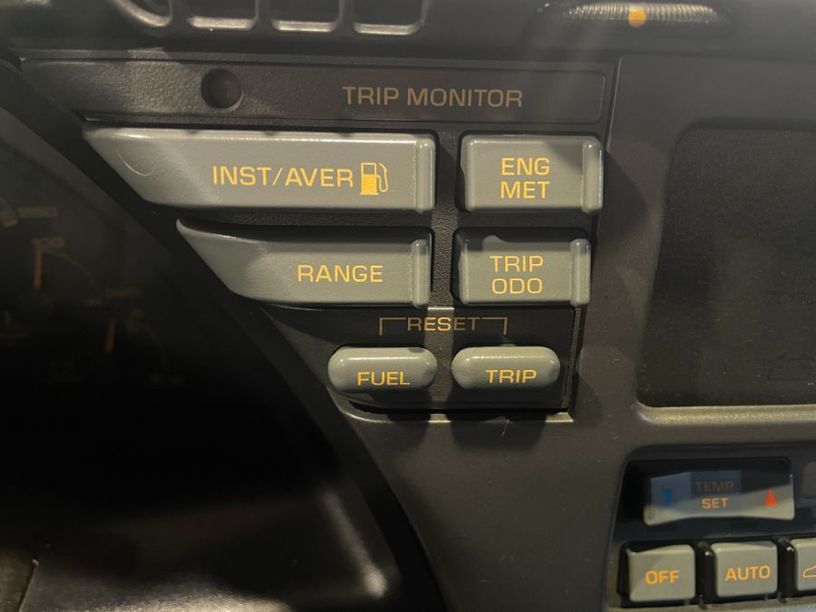 TRIP MONITOR
INST/AVER
ENG
MET
RANGE
TRIP
ODO
RESET
FUEL
TRIP
TEMP
SET
OFF
AUTO